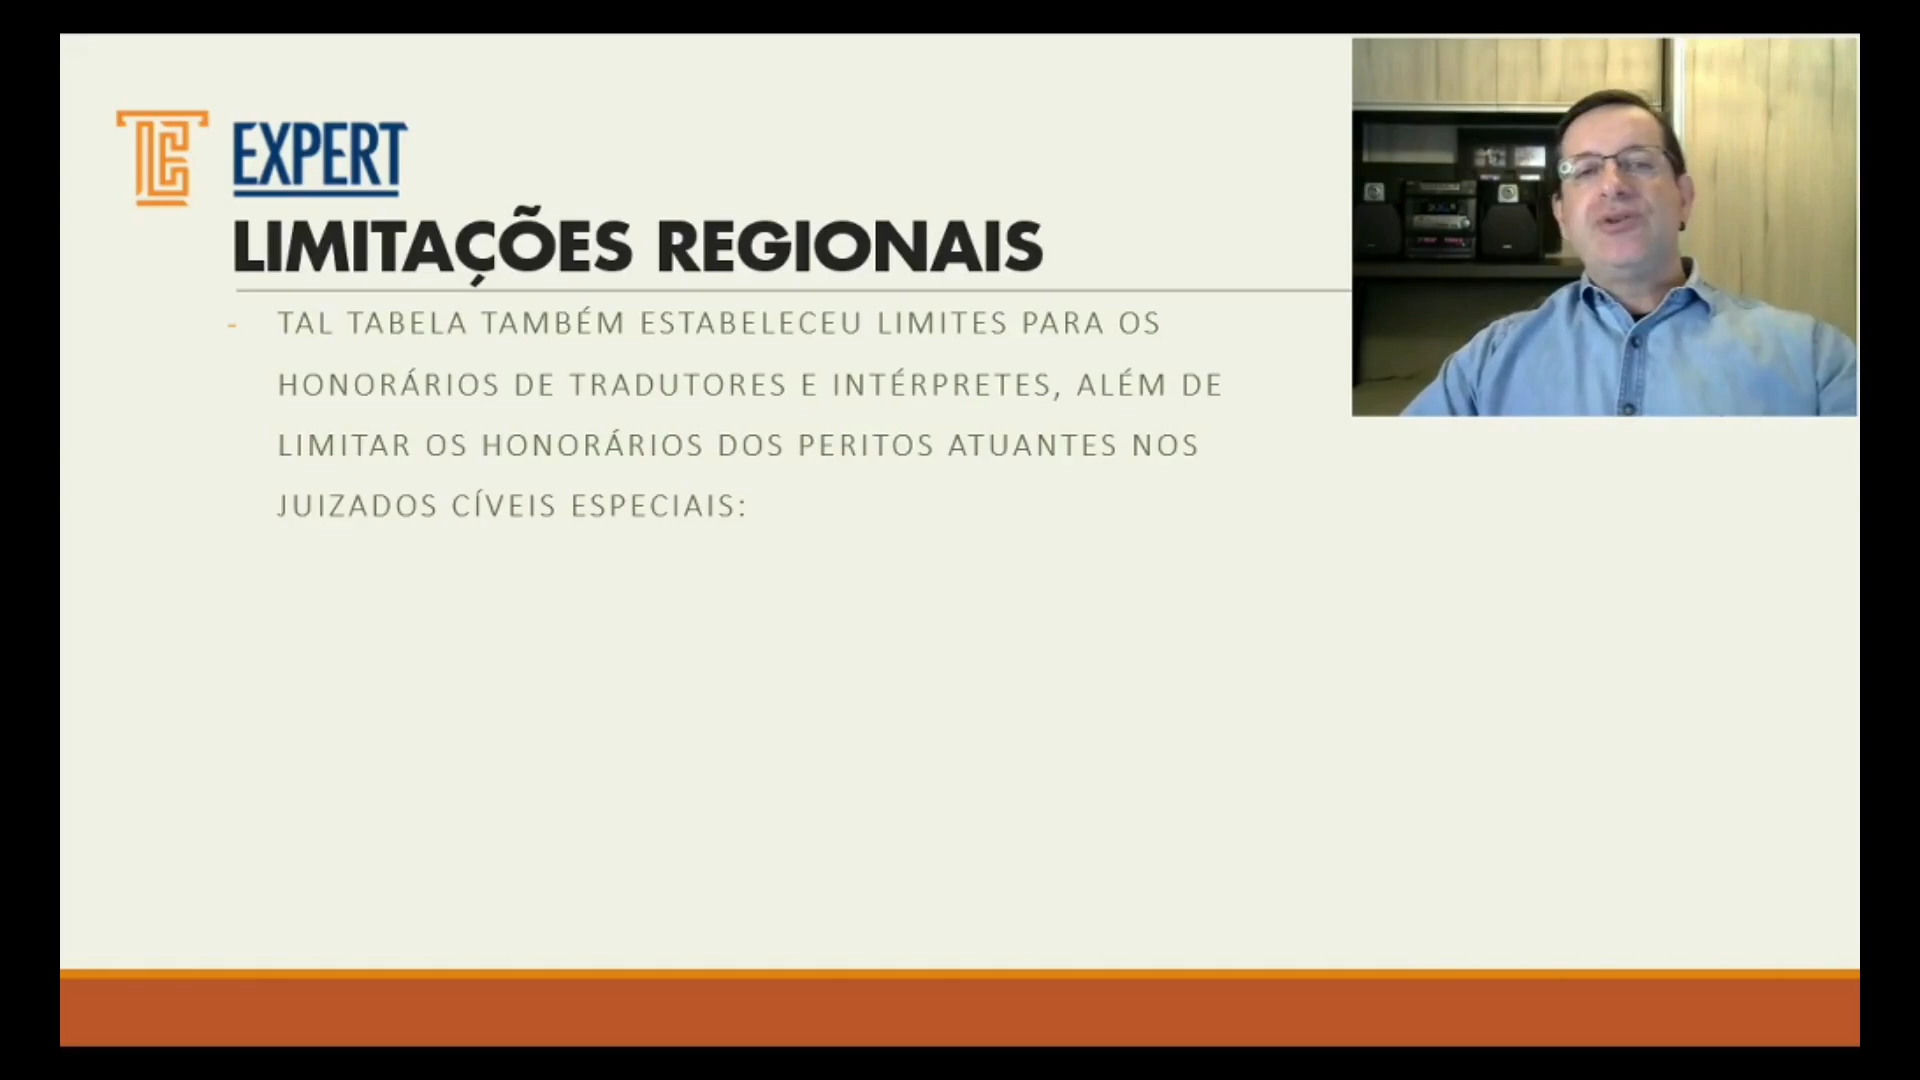 EXPERT
LIMITAÇÕES REGIONAIS
- TAL TABELA TAMBÉM ESTABELECEU LIMITES PARA OS
HONORÁRIOS DE TRADUTORES E INTÉRPRETES, ALÉM DE
LIMITAR OS HONORÁRIOS DOS PERITOS ATUANTES NOS
JUIZADOS CÍVEIS ESPECIAIS: